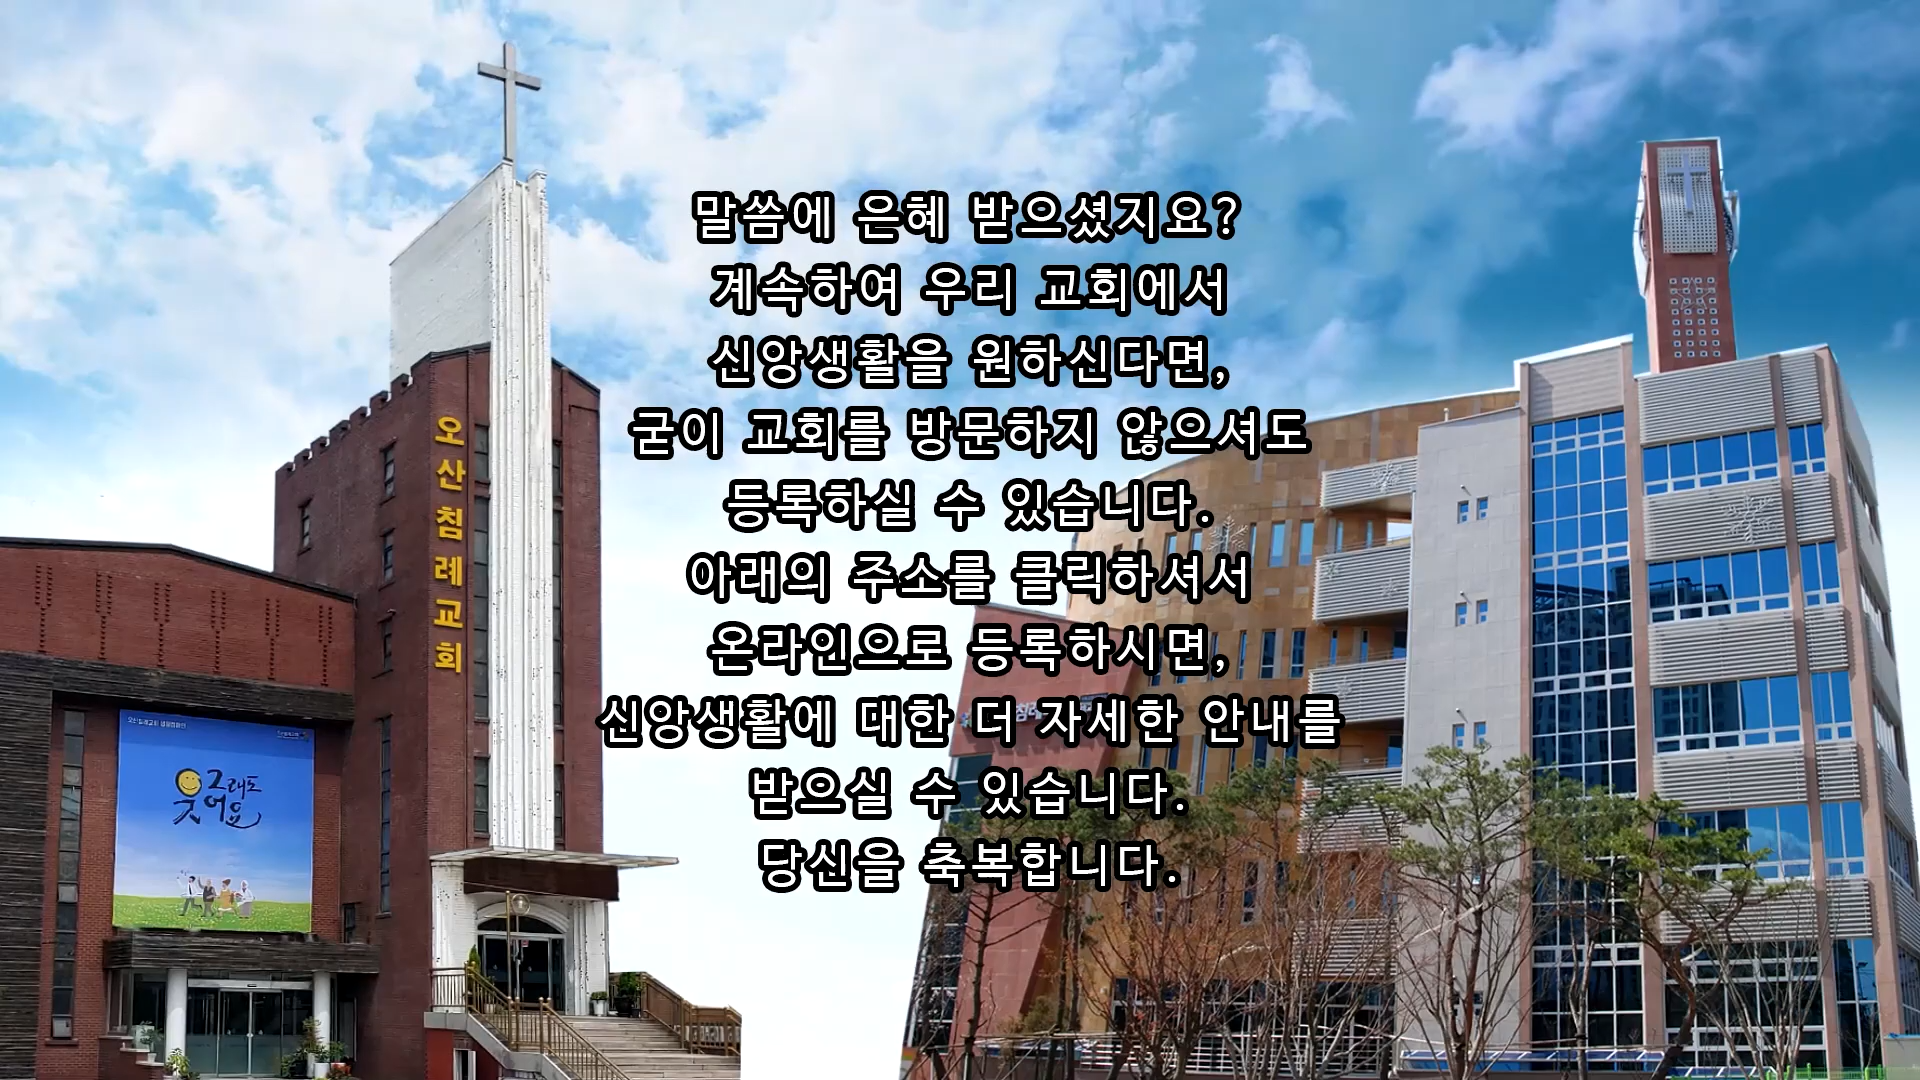 말씀에 은혜 받으셨지요?
계속하여 우리 교회에서
신앙생활을 원하신다면,
굳이 교회를 방문하지 않으셔도
등록하실 수 있습니다.
아래의 주소를 클릭하셔서
온라인으로 등록하시면,
신앙생활에 대한 더 자세한 안내를
받으실 수 있습니다.
당신을 축복합니다.
오산침례교회
그래도
웃어요